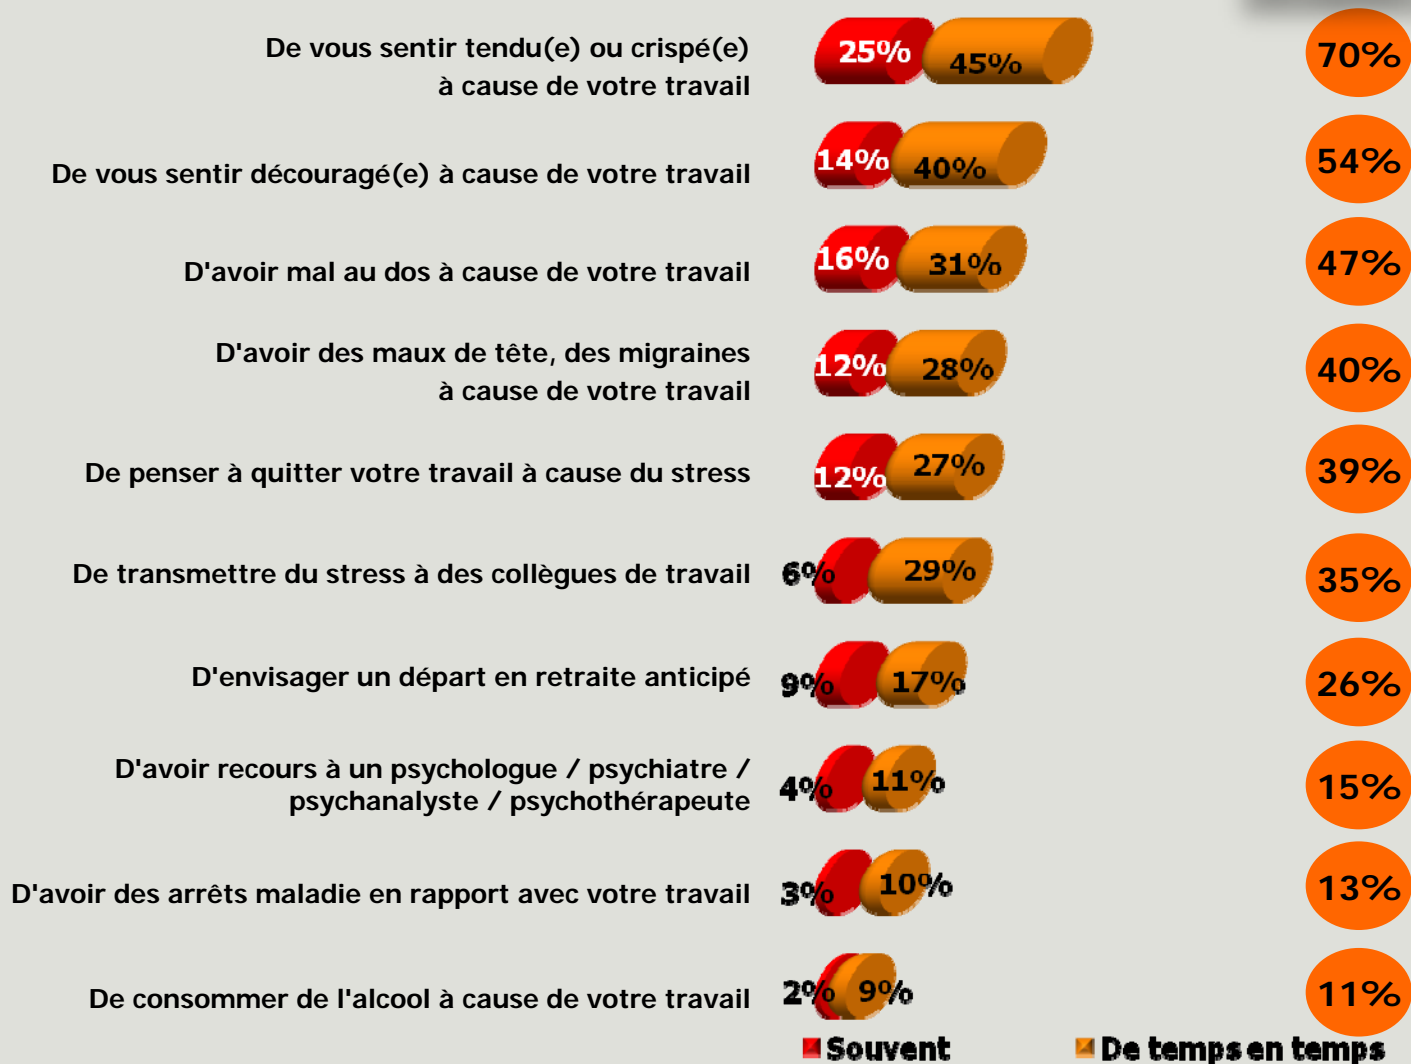 De vous sentir tendu(e) ou crispé(e)
à cause de votre travail
25% 45% 70%
De vous sentir découragé(e) à cause de votre travail 14% 40% 54%
D'avoir mal au dos à cause de votre travail 16% 31% 47%
D'avoir des maux de tête, des migraines
à cause de votre travail
12% 28% 40%
De penser à quitter votre travail à cause du stress 12% 27% 39%
De transmettre du stress à des collègues de travail 6% 29% 35%
D'envisager un départ en retraite anticipé 9% 17% 26%
D'avoir recours à un psychologue / psychiatre /
psychanalyste / psychothérapeute
4% 11% 15%
D'avoir des arrêts maladie en rapport avec votre travail 3% 10% 13%
De consommer de l'alcool à cause de votre travail 2% 9% 11%
Souvent De temps en temps